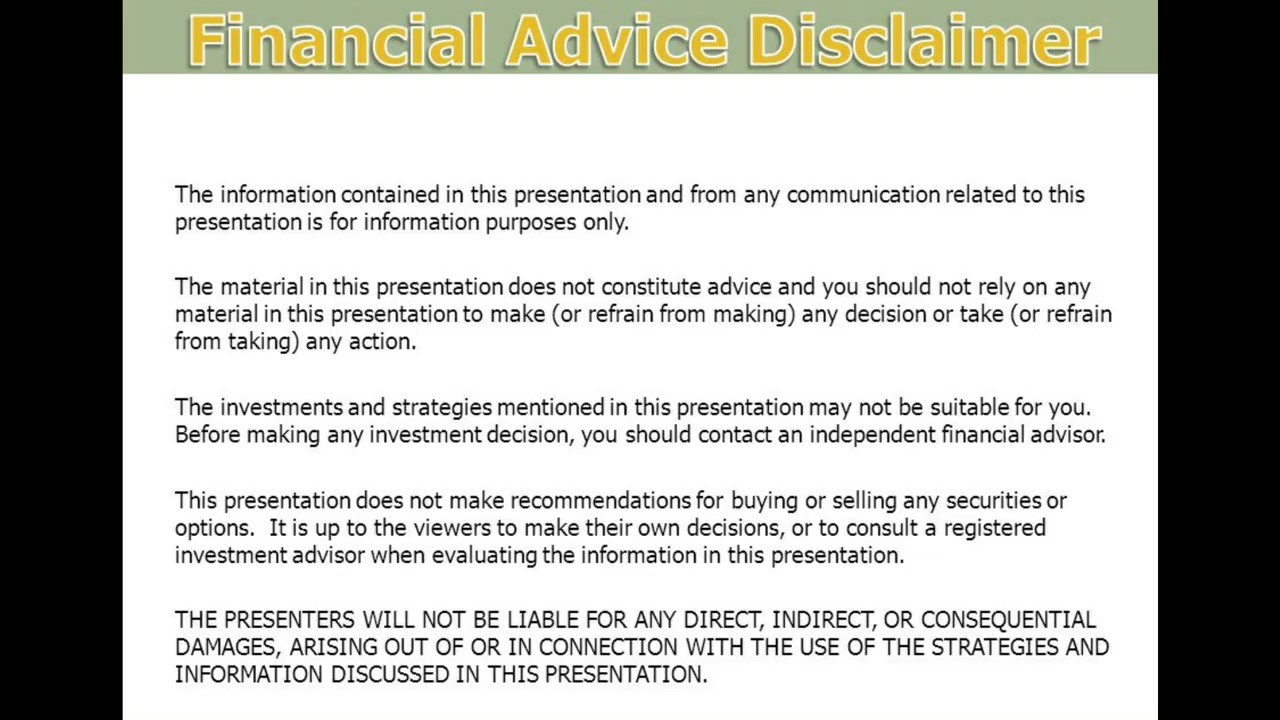 Financial Advice Disclaimer
The information contained in this presentation and from any communication related to this
presentation is for information purposes only.
The material in this presentation does not constitute advice and you should not rely on any
material in this presentation to make (or refrain from making) any decision or take (or refrain
from taking) any action.
The investments and strategies mentioned in this presentation may not be suitable for you.
Before making any investment decision, you should contact an independent financial advisor.
This presentation does not make recommendations for buying or selling any securities or
options.  It is up to the viewers to make their own decisions, or to consult a registered
investment advisor when evaluating the information in this presentation.
THE PRESENTERS WILL NOT BE LIABLE FOR ANY DIRECT, INDIRECT, OR CONSEQUENTIAL
DAMAGES, ARISING OUT OF OR IN CONNECTION WITH THE USE OF THE STRATEGIES AND
INFORMATION DISCUSSED IN THIS PRESENTATION.